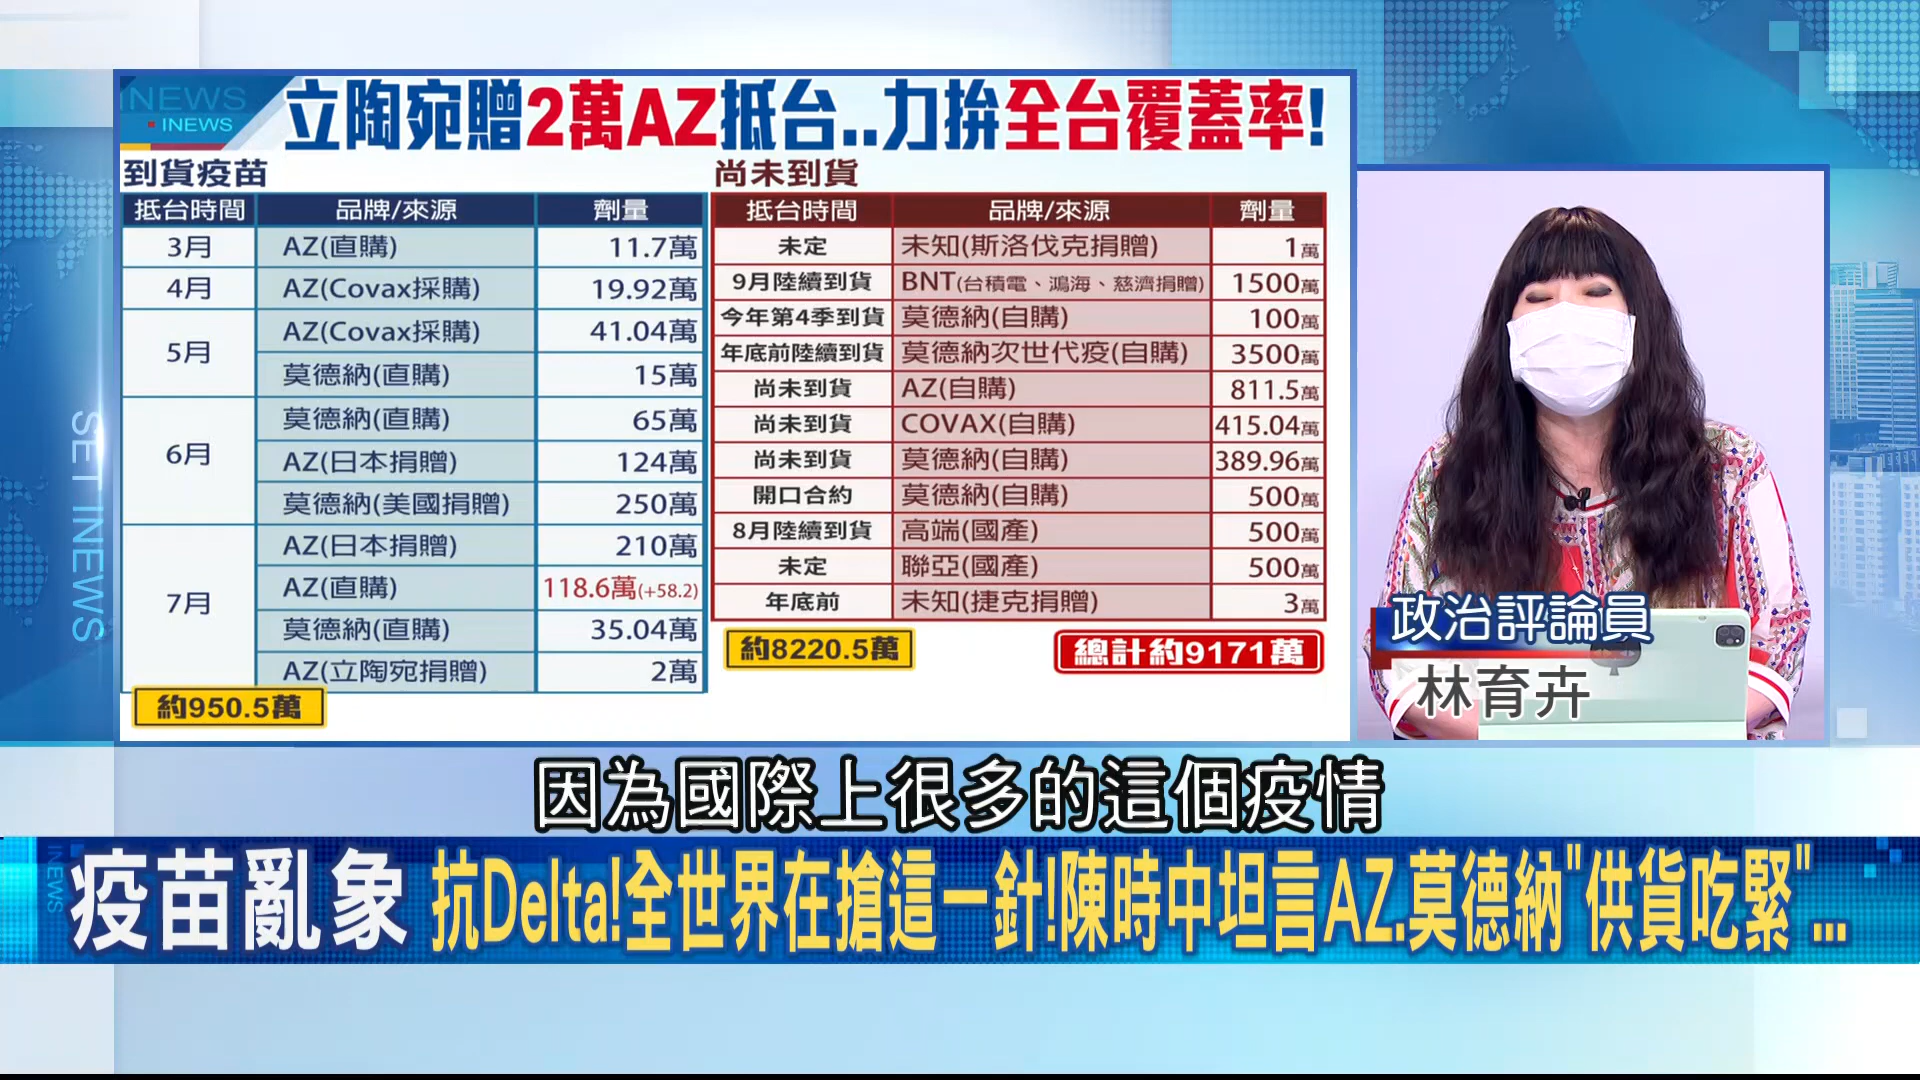 INEWS
INEWS
立陶宛贈2萬AZ抵台..力拚全台覆蓋率!
到貨疫苗
抵台時間 品牌/來源 劑量
3月 AZ(直購) 11.7萬
4月 AZ(Covax採購) 19.92萬
5月 AZ(Covax採購) 41.04萬
莫德納(直購) 15萬
6月 莫德納(直購) 65萬
AZ(日本捐贈) 124萬
莫德納(美國捐贈) 250萬
7月 AZ(日本捐贈) 210萬
AZ(直購) 118.6萬(+58.2)
莫德納(直購) 35.04萬
AZ(立陶宛捐贈) 2萬
約950.5萬
尚未到貨
抵台時間 品牌/來源 劑量
未定 未知(斯洛伐克捐贈) 1萬
9月陸續到貨 BNT(台積電、鴻海、慈濟捐贈) 1500萬
今年第4季到貨 莫德納(自購) 100萬
年底前陸續到貨 莫德納次世代疫(自購) 3500萬
尚未到貨 AZ(自購) 811.5萬
尚未到貨 COVAX(自購) 415.04萬
尚未到貨 莫德納(自購) 389.96萬
開口合約 莫德納(自購) 500萬
8月陸續到貨 高端(國產) 500萬
未定 聯亞(國產) 500萬
年底前 未知(捷克捐贈) 3萬
約8220.5萬
總計約9171萬
SET INEWS
政治評論員
林育卉
因為國際上很多的這個疫情
INEWS
疫苗亂象
抗Delta!全世界在搶這一針!陳時中坦言AZ.莫德納"供貨吃緊"...